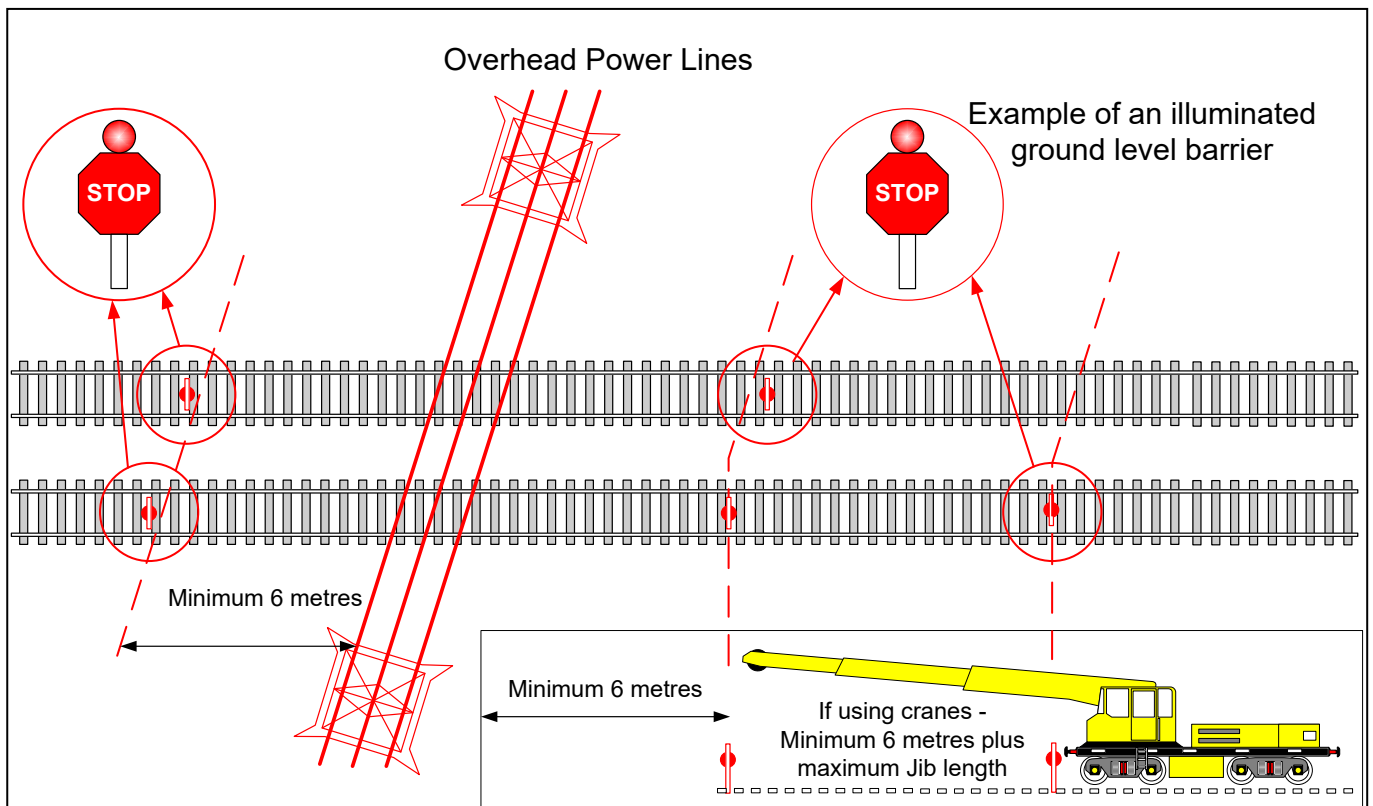 Overhead Power Lines
Example of an illuminated
ground level barrier
STOP
STOP
Minimum 6 metres
Minimum 6 metres
If using cranes -
Minimum 6 metres plus
maximum Jib length